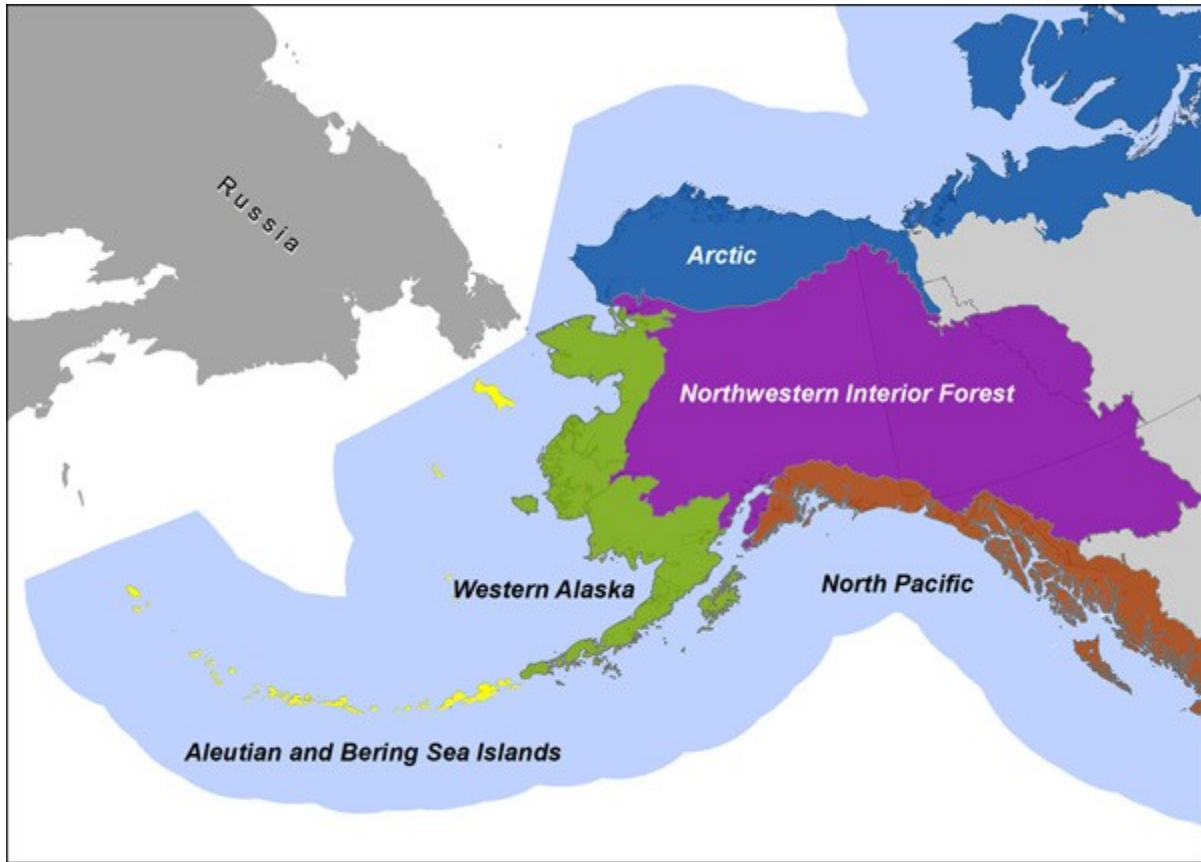 Russia
Arctic
Northwestern Interior Forest
Western Alaska
North Pacific
Aleutian and Bering Sea Islands